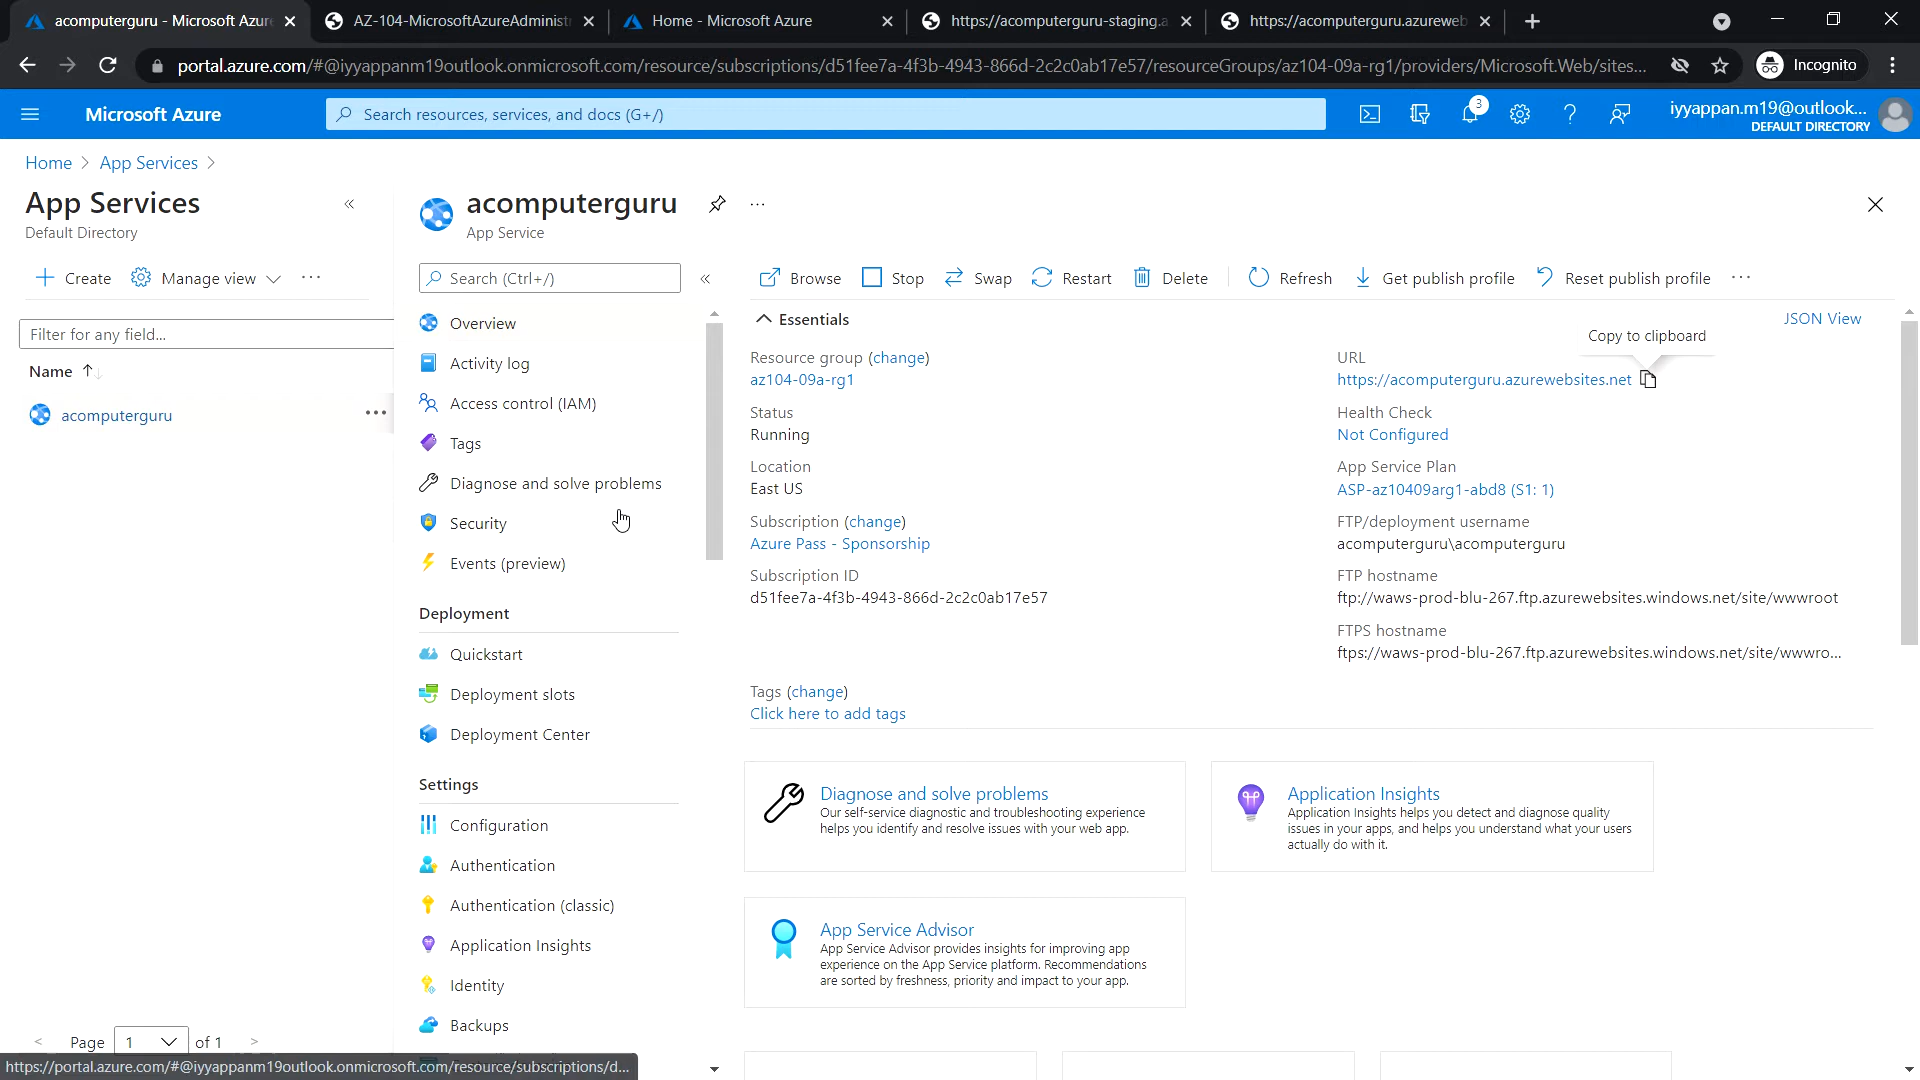 acomputerguru - Microsoft Azur
AZ-104-MicrosoftAzureAdminist
Home - Microsoft Azure
https://acomputerguru-staging.a
https://acomputerguru.azureweb
portal.azure.com/#@iyyappanm19outlook.onmicrosoft.com/resource/subscriptions/d51fee7a-4f3b-4943-866d-2c2c0ab17e57/resourceGroups/az104-09a-rg1/providers/Microsoft.Web/sites...
Incognito
Microsoft Azure
Search resources, services, and docs (G+/)
3
iyyappan.m19@outlook...
DEFAULT DIRECTORY
Home > App Services >
App Services
Default Directory
Create
Manage view
Filter for any field...
Name
acomputerguru
Page 1 of 1
https://portal.azure.com/#@iyyappanm19outlook.onmicrosoft.com/resource/subscriptions/d...
acomputerguru
App Service
Search (Ctrl+/)
Overview
Activity log
Access control (IAM)
Tags
Diagnose and solve problems
Security
Events (preview)
Deployment
Quickstart
Deployment slots
Deployment Center
Settings
Configuration
Authentication
Authentication (classic)
Application Insights
Identity
Backups
Browse
Stop
Swap
Restart
Delete
Refresh
Get publish profile
Reset publish profile
Essentials
JSON View
Copy to clipboard
Resource group (change)
az104-09a-rg1
Status
Running
Location
East US
Subscription (change)
Azure Pass - Sponsorship
Subscription ID
d51fee7a-4f3b-4943-866d-2c2c0ab17e57
URL
https://acomputerguru.azurewebsites.net
Health Check
Not Configured
App Service Plan
ASP-az10409arg1-abd8 (S1: 1)
FTP/deployment username
acomputerguru\acomputerguru
FTP hostname
ftp://waws-prod-blu-267.ftp.azurewebsites.windows.net/site/wwwroot
FTPS hostname
ftps://waws-prod-blu-267.ftp.azurewebsites.windows.net/site/wwwro...
Tags (change)
Click here to add tags
Diagnose and solve problems
Our self-service diagnostic and troubleshooting experience
helps you identify and resolve issues with your web app.
Application Insights
Application Insights helps you detect and diagnose quality
issues in your apps, and helps you understand what your users
actually do with it.
App Service Advisor
App Service Advisor provides insights for improving app
experience on the App Service platform. Recommendations
are sorted by freshness, priority and impact to your app.